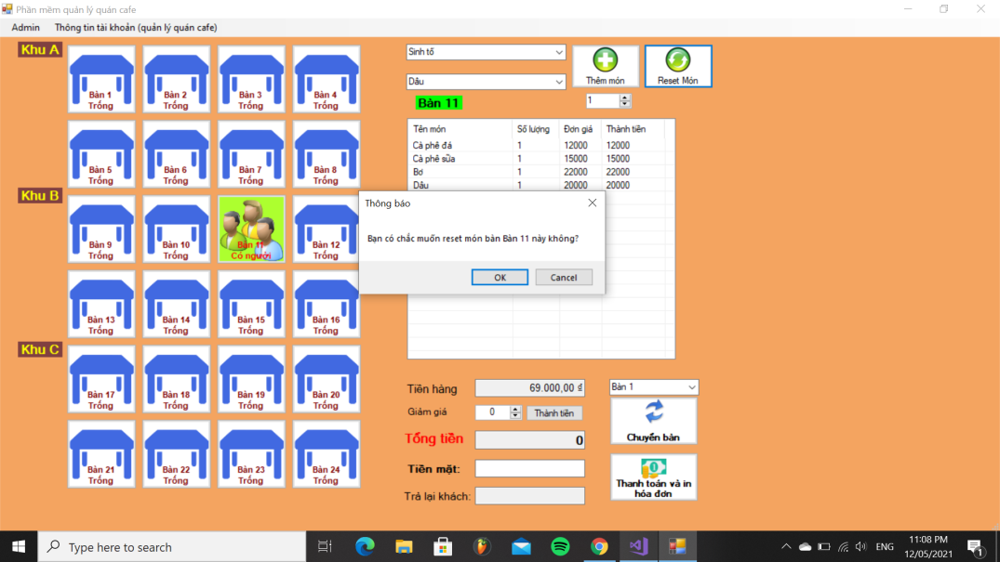 Phần mềm quản lý quán cafe
Admin Thông tin tài khoản (quản lý quán cafe)
Khu A
Bàn 1
Trống
Bàn 2
Trống
Bàn 3
Trống
Bàn 4
Trống
Bàn 5
Trống
Bàn 6
Trống
Bàn 7
Trống
Bàn 8
Trống
Khu B
Bàn 9
Trống
Bàn 10
Trống
Bàn 11
Có người
Bàn 12
Trống
Bàn 13
Trống
Bàn 14
Trống
Bàn 15
Trống
Bàn 16
Trống
Khu C
Bàn 17
Trống
Bàn 18
Trống
Bàn 19
Trống
Bàn 20
Trống
Bàn 21
Trống
Bàn 22
Trống
Bàn 23
Trống
Bàn 24
Trống
Sinh tố
Dâu
Thêm món
Reset Món
Bàn 11
1
Tên món Số lượng Đơn giá Thành tiền
Cà phê đá 1 12000 12000
Cà phê sữa 1 15000 15000
Bơ 1 22000 22000
Dâu 1 20000 20000
Thông báo
Bạn có chắc muốn reset món bàn Bàn 11 này không?
OK Cancel
Tiền hàng 69.000,00 ₫
Giảm giá 0 Thành tiền
Tổng tiền 0
Tiền mặt:
Trả lại khách:
Bàn 1
Chuyển bàn
Thanh toán và in
hóa đơn
Type here to search
ENG
11:08 PM
12/05/2021
1